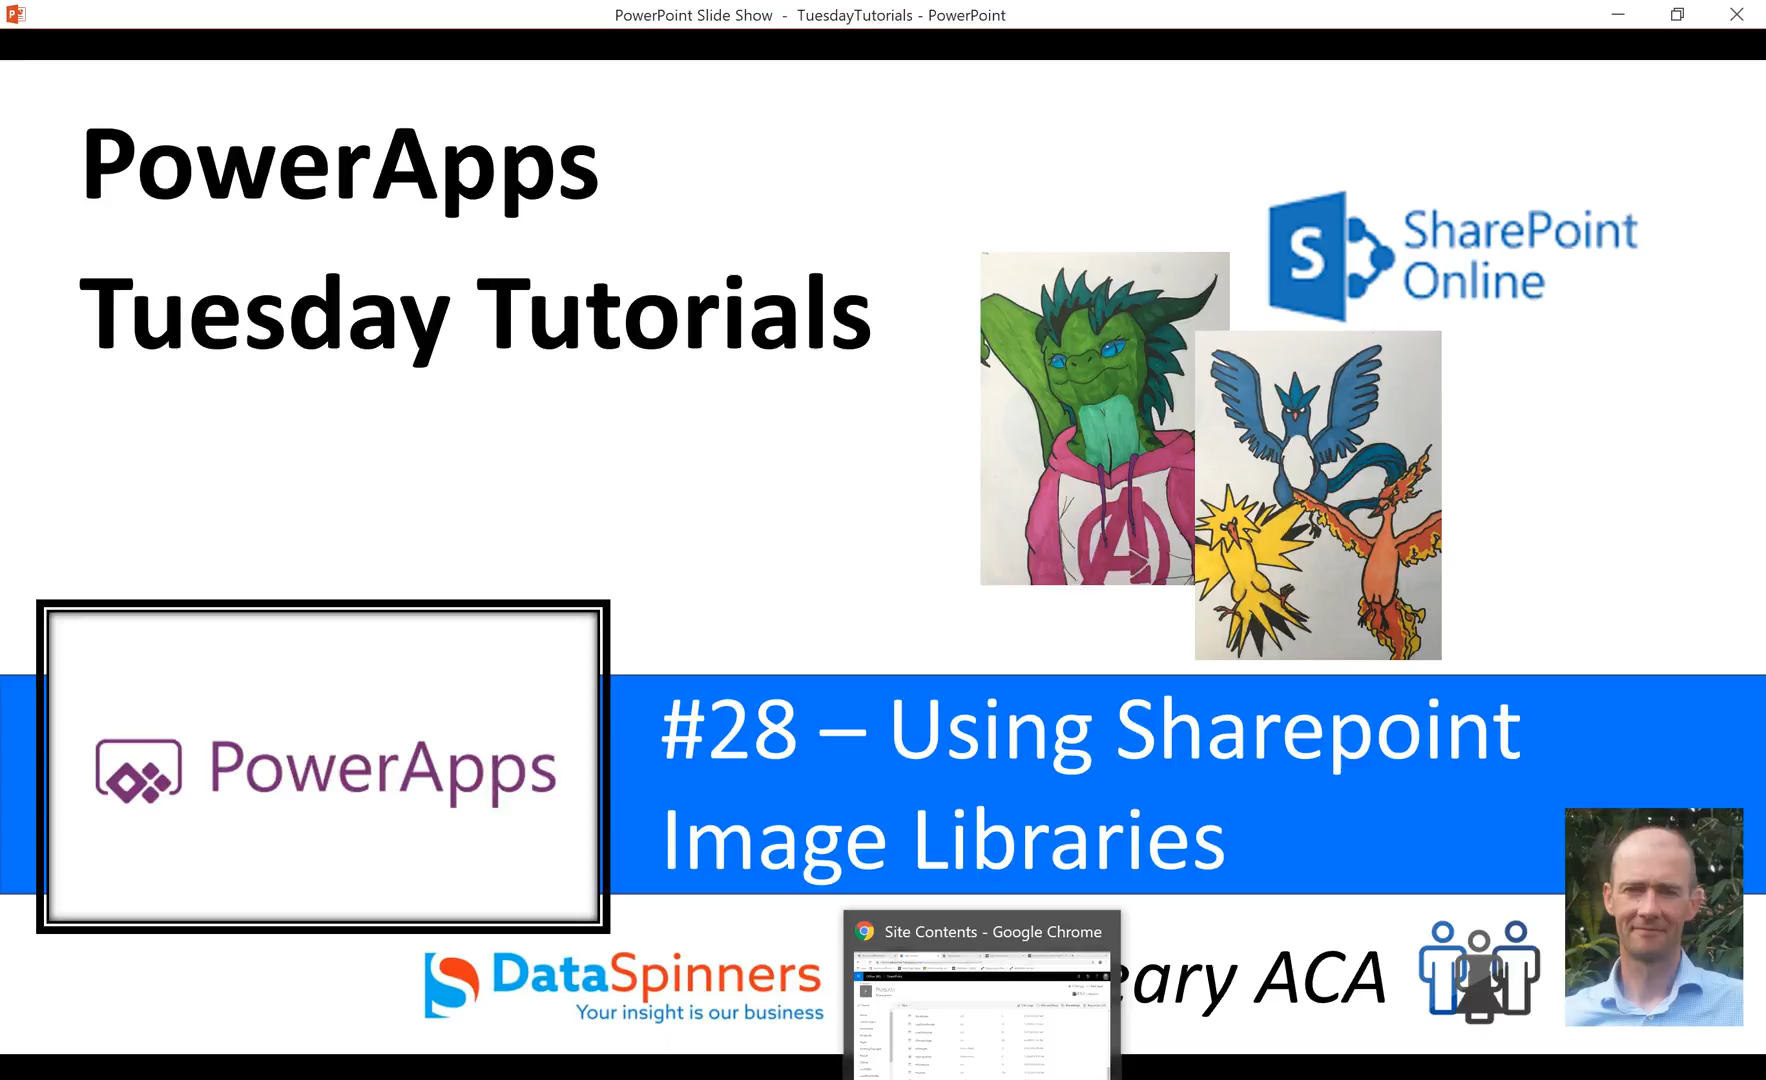 PowerPoint Slide Show - TuesdayTutorials - PowerPoint
PowerApps
Tuesday Tutorials
S
SharePoint
Online
A
PowerApps
#28 – Using Sharepoint
Image Libraries
DataSpinners
Your insight is our business
Site Contents - Google Chrome
eary ACA